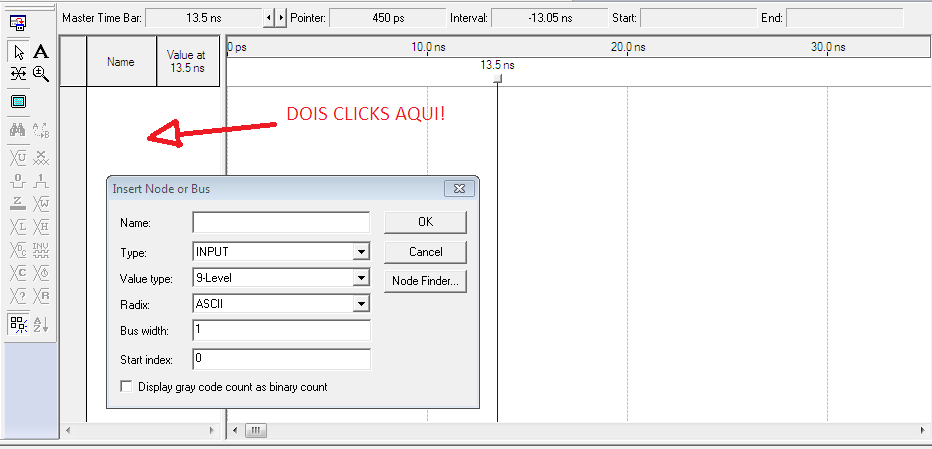 Master Time Bar: 13.5 ns Pointer: 450 ps Interval: -13.05 ns Start: End:
Name
Value at
13.5 ns
0 ps 10.0 ns 20.0 ns 30.0 ns
13.5 ns
DOIS CLICKS AQUI!
Insert Node or Bus
Name: OK
Type: INPUT Cancel
Value type: 9-Level Node Finder...
Radix: ASCII
Bus width: 1
Start index: 0
Display gray code count as binary count